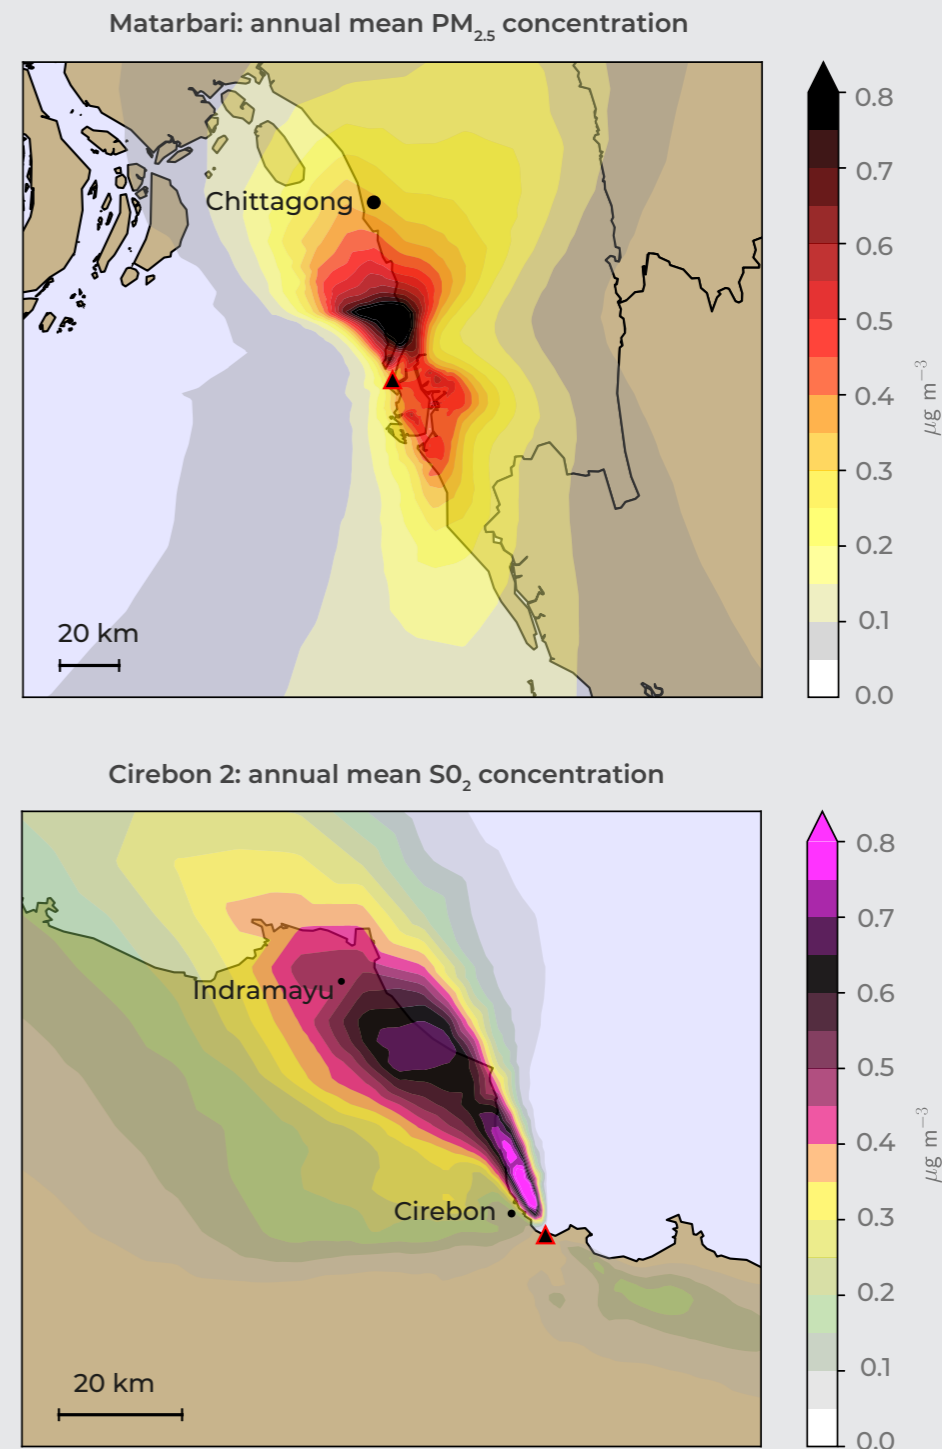 Matarbari: annual mean PM2.5 concentration
Chittagong
20 km
0.8
0.7
0.6
0.5
0.4
0.3
0.2
0.1
0.0
μg m−3
Cirebon 2: annual mean S02 concentration
Indramayu
Cirebon
20 km
0.8
0.7
0.6
0.5
0.4
0.3
0.2
0.1
0.0
μg m−3